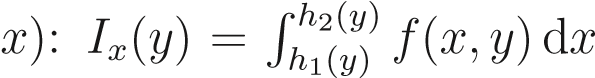 x): I_x(y) = ∫_{h_1(y)}^{h_2(y)} f(x, y) dx